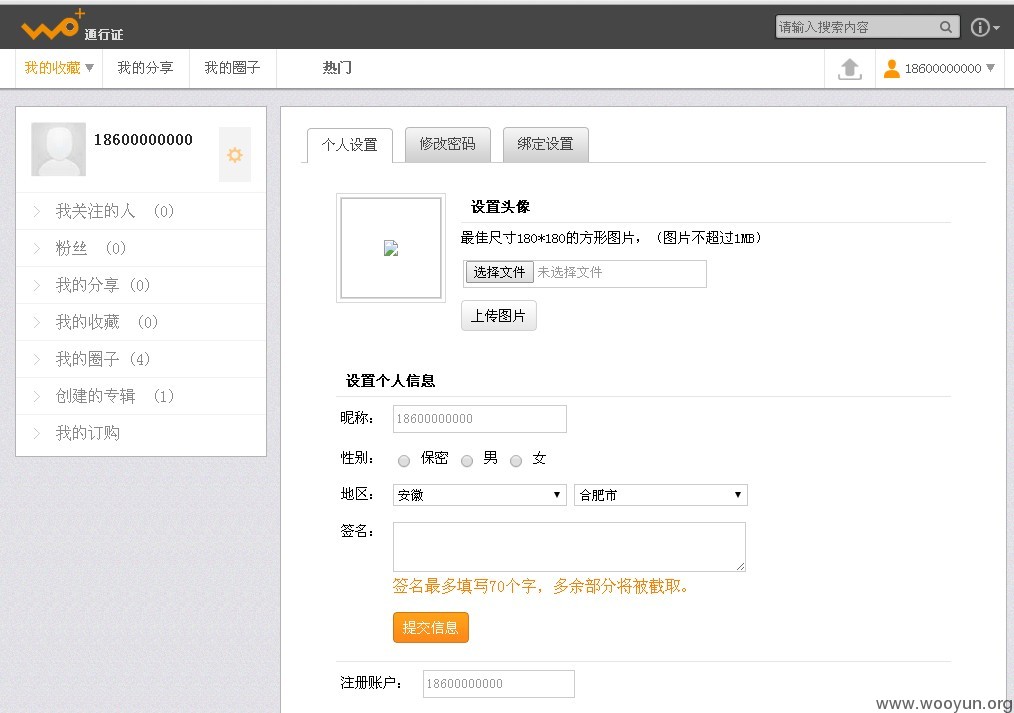 wo+ 通行证
请输入搜索内容
我的收藏 我的分享 我的圈子 热门 18600000000
18600000000
我关注的人 (0)
粉丝 (0)
我的分享 (0)
我的收藏 (0)
我的圈子 (4)
创建的专辑 (1)
我的订购
个人设置 修改密码 绑定设置
设置头像
最佳尺寸180*180的方形图片，（图片不超过1MB）
选择文件 未选择文件
上传图片
设置个人信息
昵称： 18600000000
性别： 保密 男 女
地区： 安徽 合肥市
签名：
签名最多填写70个字，多余部分将被截取。
提交信息
注册账户： 18600000000
www.wooyun.org